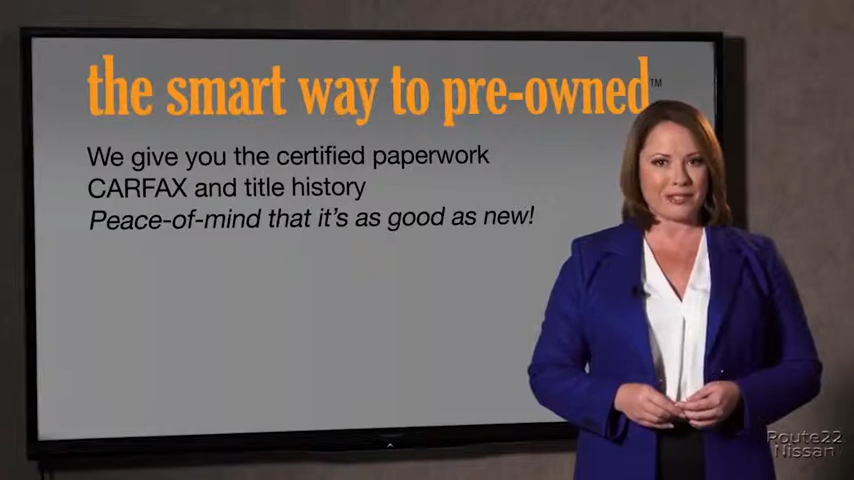 the smart way to pre-owned™
We give you the certified paperwork
CARFAX and title history
Peace-of-mind that it's as good as new!
Route22
Nissan